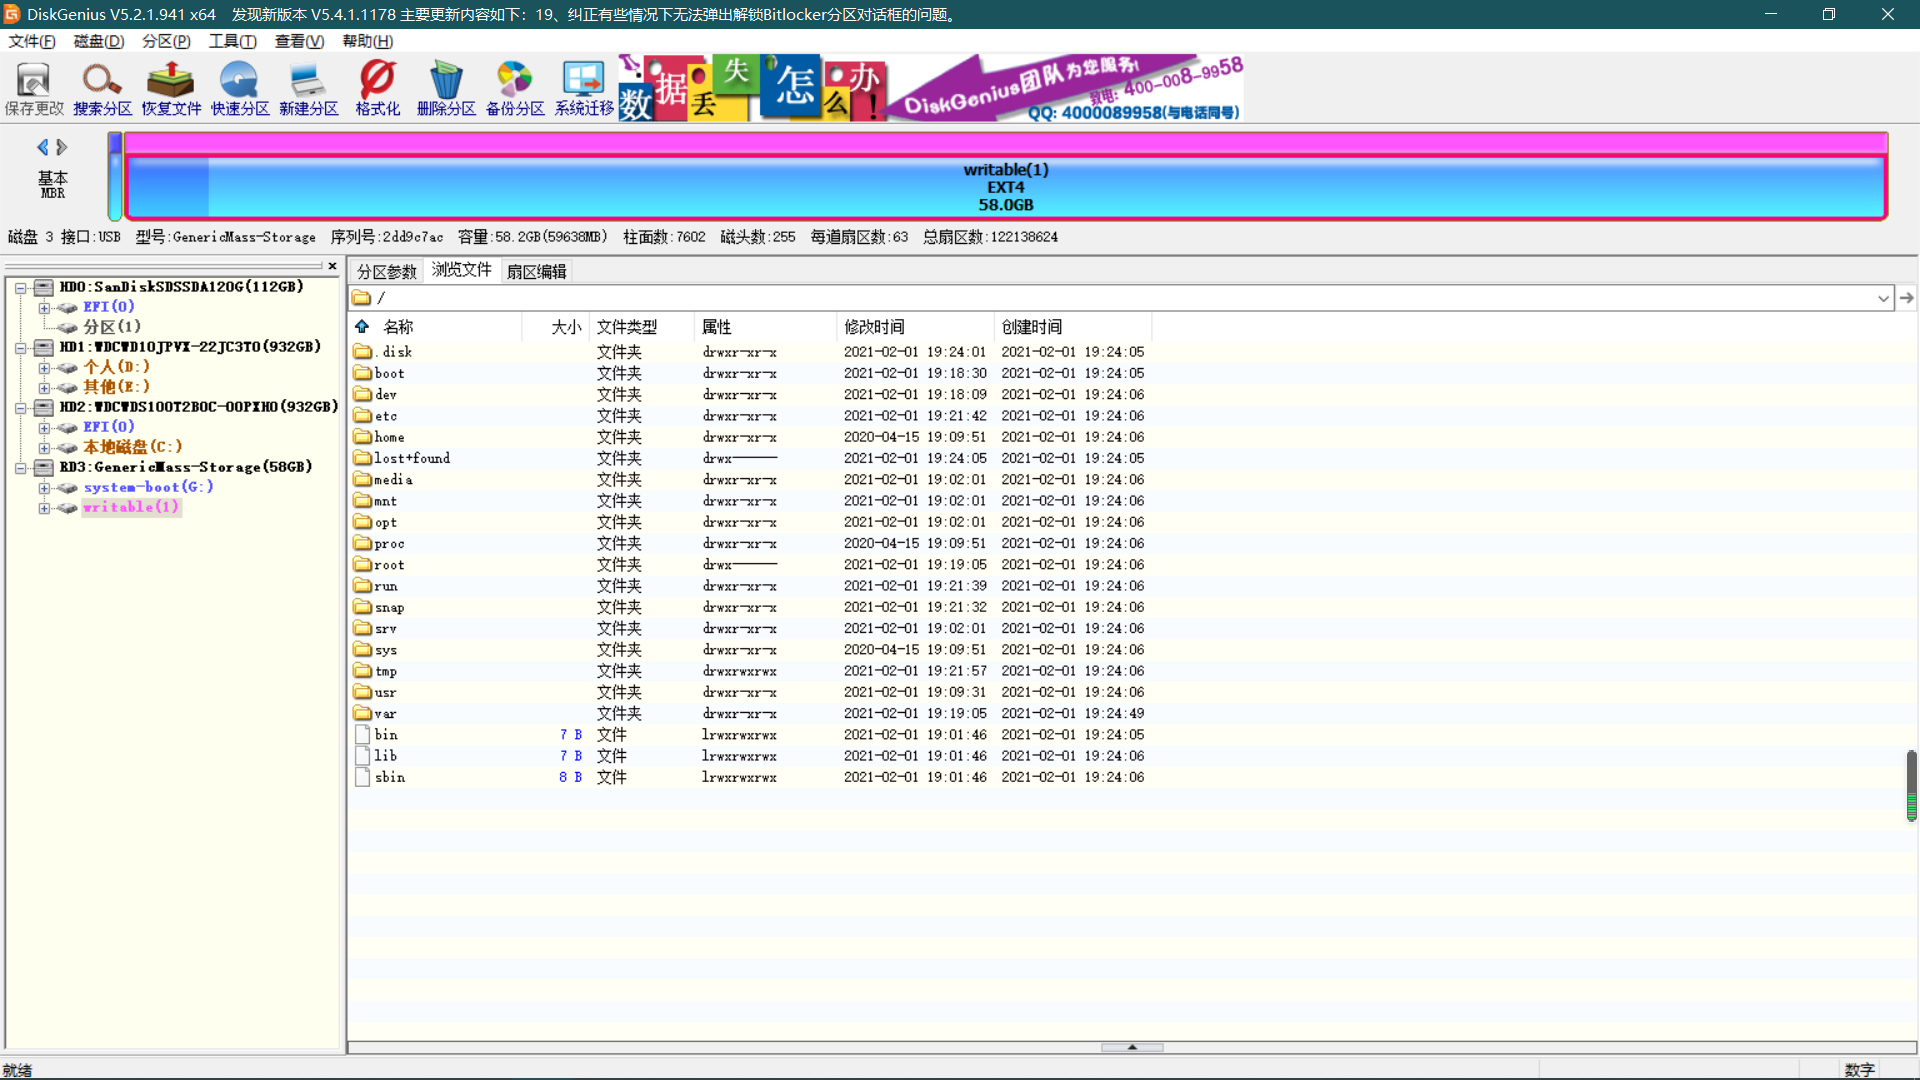 DiskGenius V5.2.1.941 x64 发现新版本 V5.4.1.1178 主要更新内容如下：19、纠正有些情况下无法弹出解锁Bitlocker分区对话框的问题。
文件(F) 磁盘(D) 分区(P) 工具(T) 查看(V) 帮助(H)
保存更改 搜索分区 恢复文件 快速分区 新建分区 格式化 删除分区 备份分区 系统迁移
数据丢失怎么办！
DiskGenius团队为您服务！
致电：400-008-9958
QQ: 4000089958(与电话同号)
基本
MBR
writable(1)
EXT4
58.0GB
磁盘 3 接口:USB 型号:GenericMass-Storage 序列号:2dd9c7ac 容量:58.2GB(59638MB) 柱面数:7602 磁头数:255 每道扇区数:63 总扇区数:122138624
HD0:SanDiskSDSSDA120G(112GB)
EFI(0)
分区(1)
HD1:WDCWD10JPVX-22JC3T0(932GB)
个人(D:)
其他(E:)
HD2:WDCWDS100T2B0C-00PXH0(932GB)
EFI(0)
本地磁盘(C:)
RD3:GenericMass-Storage(58GB)
system-boot(G:)
writable(1)
分区参数 浏览文件 扇区编辑
/
名称 大小 文件类型 属性 修改时间 创建时间
.disk 文件夹 drwxr-xr-x 2021-02-01 19:24:01 2021-02-01 19:24:05
boot 文件夹 drwxr-xr-x 2021-02-01 19:18:30 2021-02-01 19:24:05
dev 文件夹 drwxr-xr-x 2021-02-01 19:18:09 2021-02-01 19:24:06
etc 文件夹 drwxr-xr-x 2021-02-01 19:21:42 2021-02-01 19:24:06
home 文件夹 drwxr-xr-x 2020-04-15 19:09:51 2021-02-01 19:24:06
lost+found 文件夹 drwx------ 2021-02-01 19:24:05 2021-02-01 19:24:05
media 文件夹 drwxr-xr-x 2021-02-01 19:02:01 2021-02-01 19:24:06
mnt 文件夹 drwxr-xr-x 2021-02-01 19:02:01 2021-02-01 19:24:06
opt 文件夹 drwxr-xr-x 2021-02-01 19:02:01 2021-02-01 19:24:06
proc 文件夹 drwxr-xr-x 2020-04-15 19:09:51 2021-02-01 19:24:06
root 文件夹 drwx------ 2021-02-01 19:19:05 2021-02-01 19:24:06
run 文件夹 drwxr-xr-x 2021-02-01 19:21:39 2021-02-01 19:24:06
snap 文件夹 drwxr-xr-x 2021-02-01 19:21:32 2021-02-01 19:24:06
srv 文件夹 drwxr-xr-x 2021-02-01 19:02:01 2021-02-01 19:24:06
sys 文件夹 drwxr-xr-x 2020-04-15 19:09:51 2021-02-01 19:24:06
tmp 文件夹 drwxrwxrwx 2021-02-01 19:21:57 2021-02-01 19:24:06
usr 文件夹 drwxr-xr-x 2021-02-01 19:09:31 2021-02-01 19:24:06
var 文件夹 drwxr-xr-x 2021-02-01 19:19:05 2021-02-01 19:24:49
bin 7 B 文件 lrwxrwxrwx 2021-02-01 19:01:46 2021-02-01 19:24:05
lib 7 B 文件 lrwxrwxrwx 2021-02-01 19:01:46 2021-02-01 19:24:06
sbin 8 B 文件 lrwxrwxrwx 2021-02-01 19:01:46 2021-02-01 19:24:06
就绪 数字